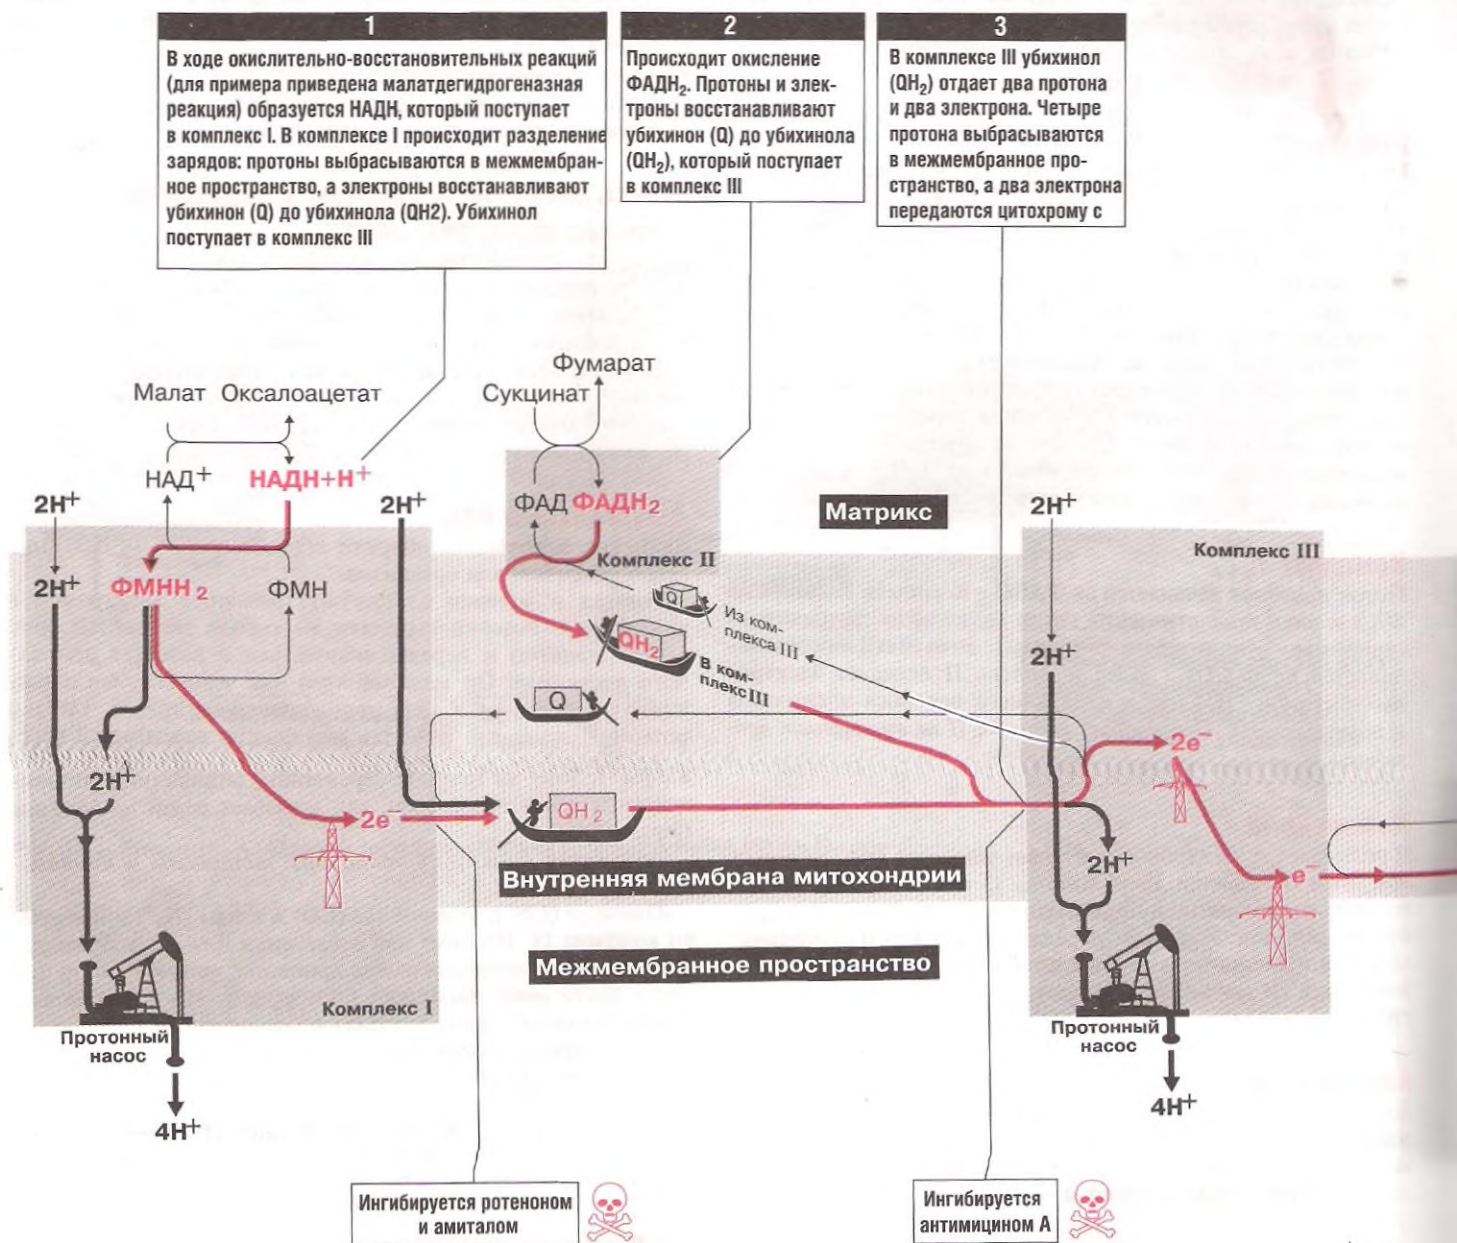 1
В ходе окислительно-восстановительных реакций
(для примера приведена малатдегидрогеназная
реакция) образуется НАДН, который поступает
в комплекс I. В комплексе I происходит разделение
зарядов: протоны выбрасываются в межмембран-
ное пространство, а электроны восстанавливают
убихинон (Q) до убихинола (QH2). Убихинол
поступает в комплекс III
2
Происходит окисление
ФАДН₂. Протоны и элек-
троны восстанавливают
убихинон (Q) до убихинола
(QH₂), который поступает
в комплекс III
3
В комплексе III убихинол
(QH₂) отдает два протона
и два электрона. Четыре
протона выбрасываются
в межмембранное про-
странство, а два электрона
передаются цитохрому с
Малат Оксалоацетат
НАД⁺ НАДН+Н⁺
2Н⁺
2Н⁺
ФМНН₂
ФМН
2Н⁺
2e⁻
Комплекс I
Протонный
насос
4Н⁺
2Н⁺
Фумарат
Сукцинат
ФАД ФАДН₂
Комплекс II
Q
Из ком-
плекса III
QH₂
В ком-
плекс III
Q
QH₂
Матрикс
Внутренняя мембрана митохондрии
Межмембранное пространство
2Н⁺
Комплекс III
2Н⁺
2e⁻
2Н⁺
e⁻
Протонный
насос
4Н⁺
Ингибируется ротеноном
и амиталом
Ингибируется
антимицином А